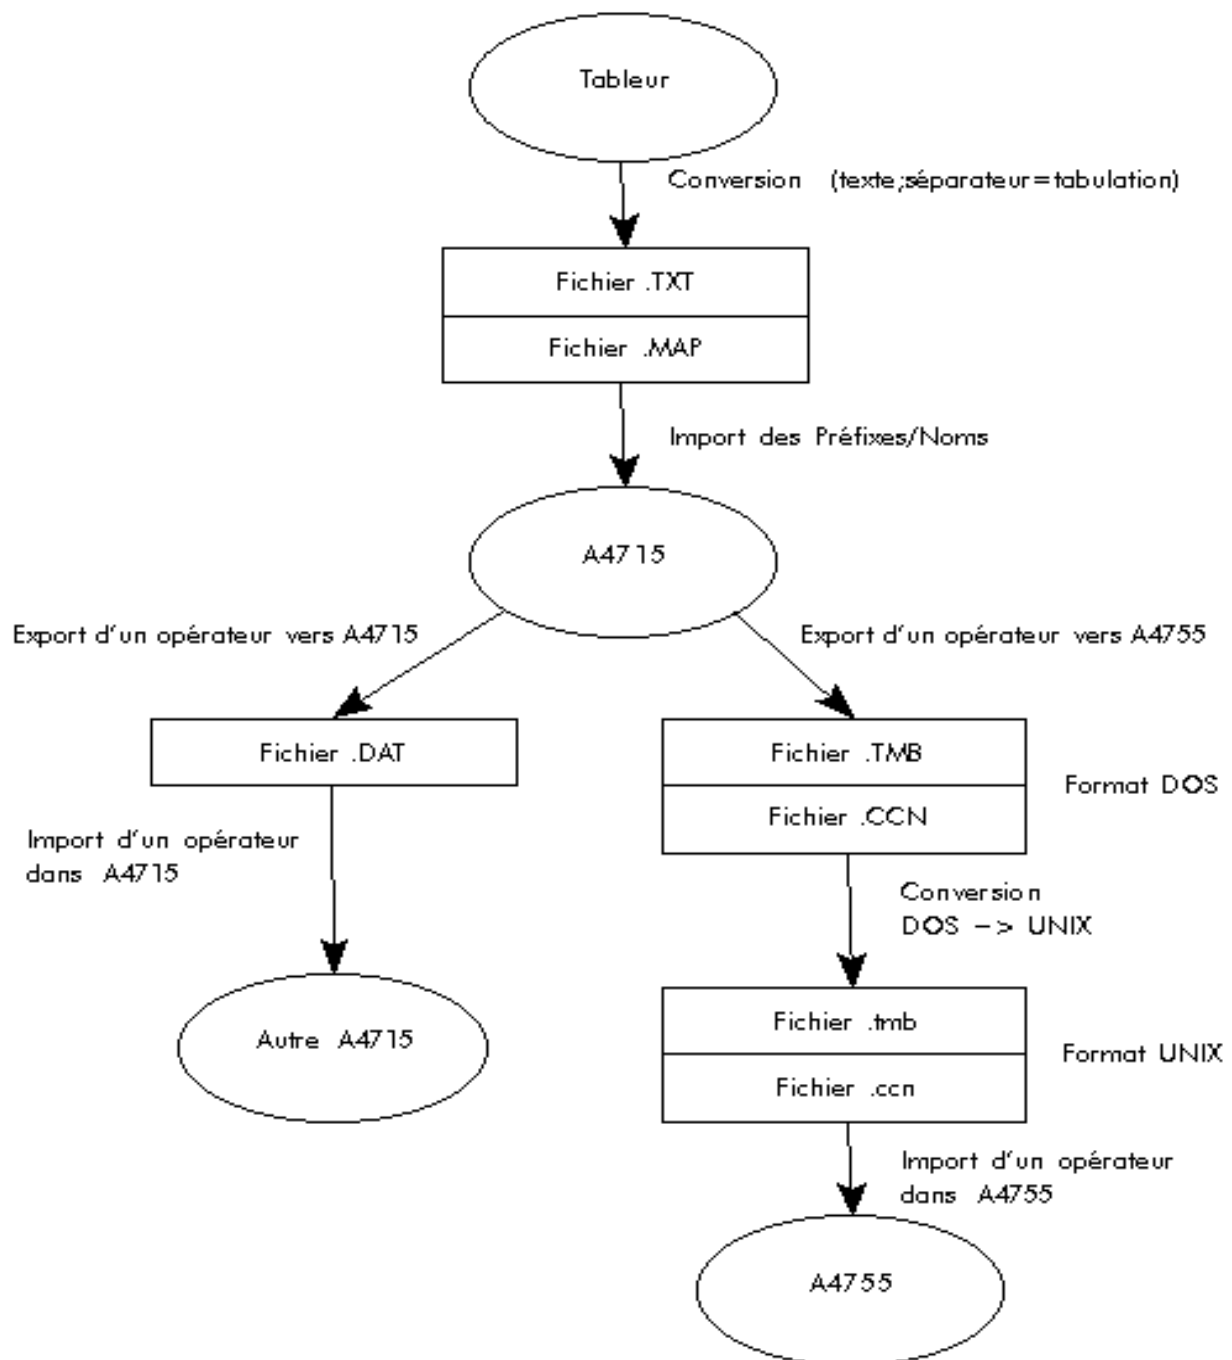 Tableur
Conversion (texte;séparateur=tabulation)
Fichier .TXT
Fichier .MAP
Import des Préfixes/Noms
A4715
Export d'un opérateur vers A4715
Export d'un opérateur vers A4755
Fichier .DAT
Fichier .TMB
Fichier .CCN
Format DOS
Import d'un opérateur
dans A4715
Conversion
DOS -> UNIX
Autre A4715
Fichier .tmb
Fichier .ccn
Format UNIX
Import d'un opérateur
dans A4755
A4755